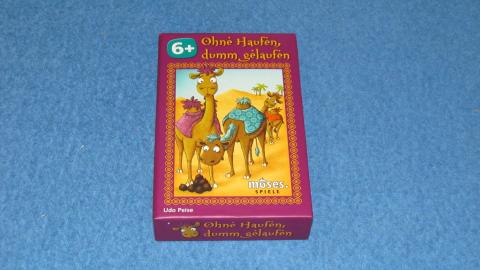 6+
Ohne Haufen,
dumm gelaufen
moses.
SPIELE
Udo Peise
Ohne Haufen,
dumm gelaufen